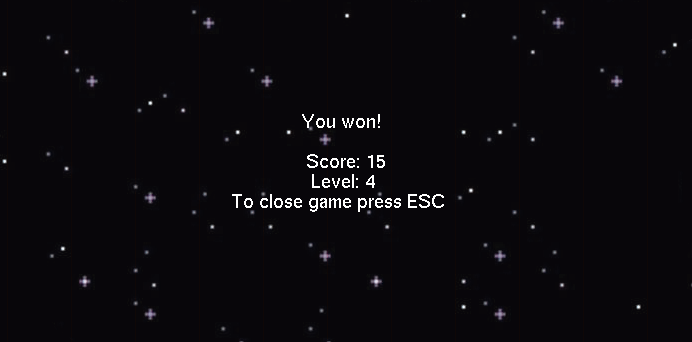 You won!
Score: 15
Level: 4
To close game press ESC